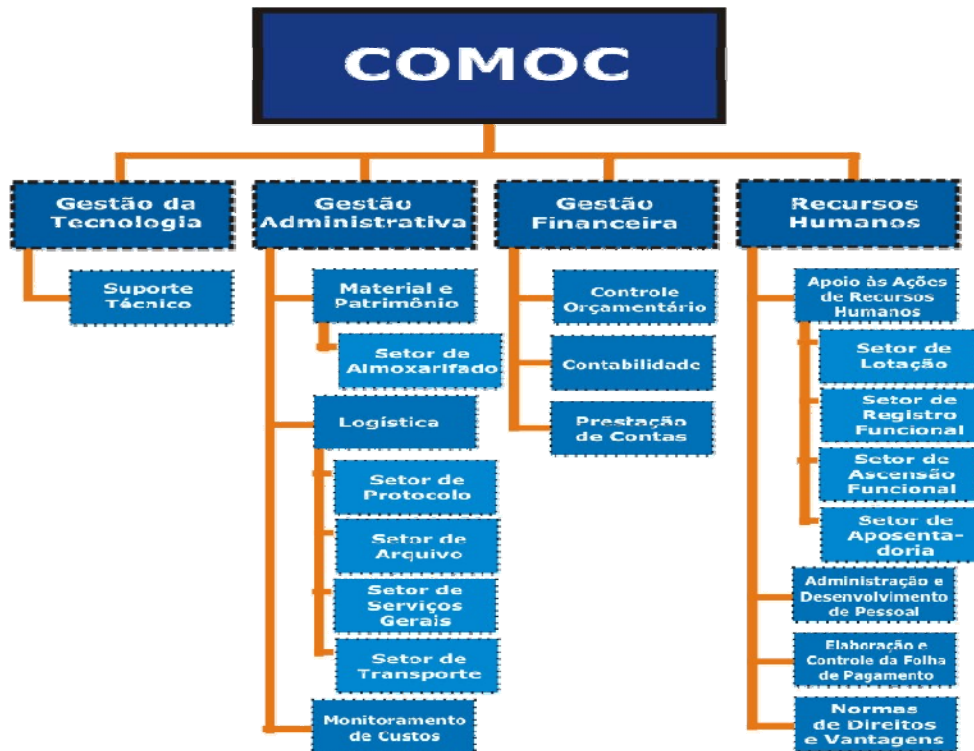 COMOC
Gestão da
Tecnologia
Suporte
Técnico
Gestão
Administrativa
Material e
Patrimônio
Setor de
Almoxarifado
Logística
Setor de
Protocolo
Setor de
Arquivo
Setor de
Serviços
Gerais
Setor de
Transporte
Monitoramento
de Custos
Gestão
Financeira
Controle
Orçamentário
Contabilidade
Prestação
de Contas
Recursos
Humanos
Apoio às Ações
de Recursos
Humanos
Setor de
Lotação
Setor de
Registro
Funcional
Setor de
Ascensão
Funcional
Setor de
Aposenta-
doria
Administração e
Desenvolvimento
de Pessoal
Elaboração e
Controle da Folha
de Pagamento
Normas
de Direitos
e Vantagens